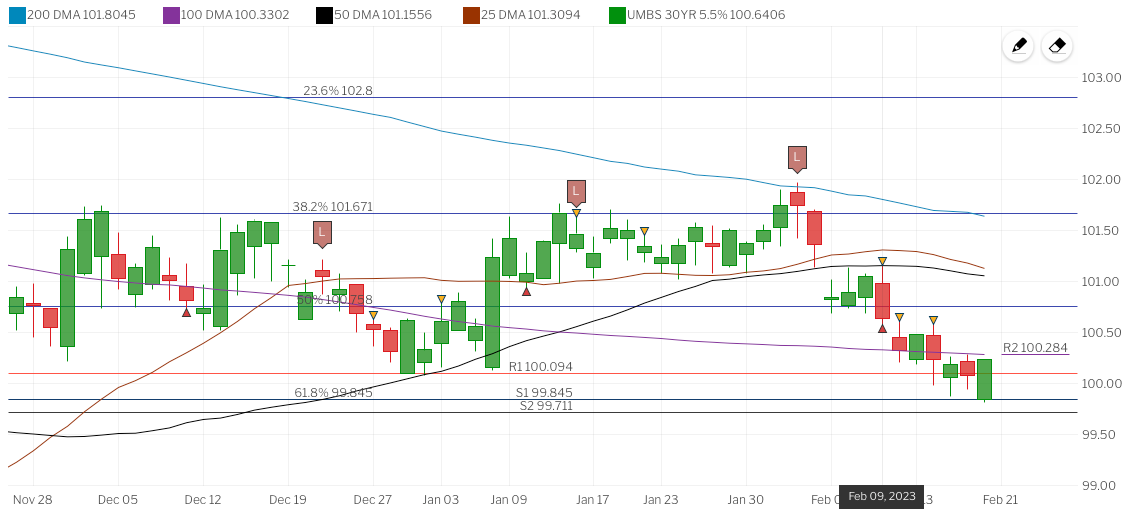 200 DMA 101.8045 100 DMA 100.3302 50 DMA 101.1556 25 DMA 101.3094 UMBS 30YR 5.5% 100.6406
103.00
23.6% 102.8
102.50
L
L
102.00
38.2% 101.671
L
101.50
101.00
50% 100.758
100.50
R2 100.284
R1 100.094
100.00
61.8% 99.845 S1 99.845
S2 99.711
99.50
99.00
Nov 28 Dec 05 Dec 12 Dec 19 Dec 27 Jan 03 Jan 09 Jan 17 Jan 23 Jan 30 Feb 09, 2023 Feb 21